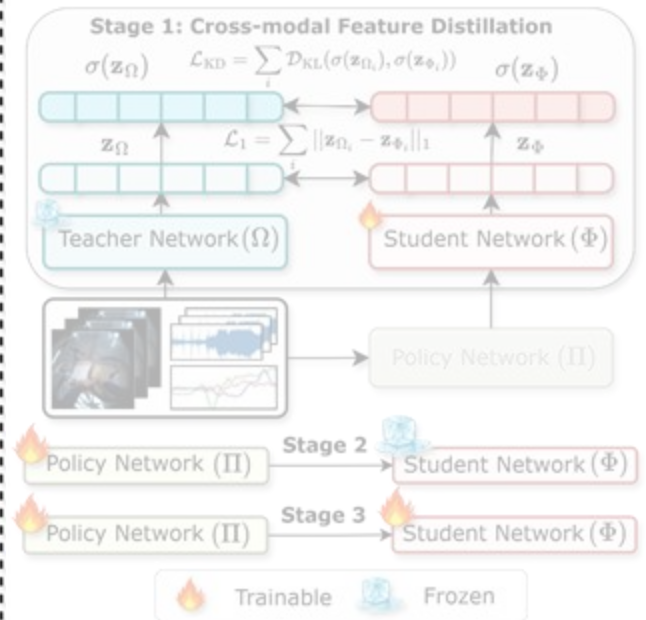 Stage 1: Cross-modal Feature Distillation
σ(z_Ω) ℒ_KD = ∑_i 𝒟_KL(σ(z_Ω_i), σ(z_Φ_i)) σ(z_Φ)
z_Ω ℒ_1 = ∑_i ||z_Ω_i − z_Φ_i||_1 z_Φ
Teacher Network (Ω) Student Network (Φ)
Policy Network (Π)
Stage 2
Policy Network (Π) Student Network (Φ)
Stage 3
Policy Network (Π) Student Network (Φ)
Trainable Frozen